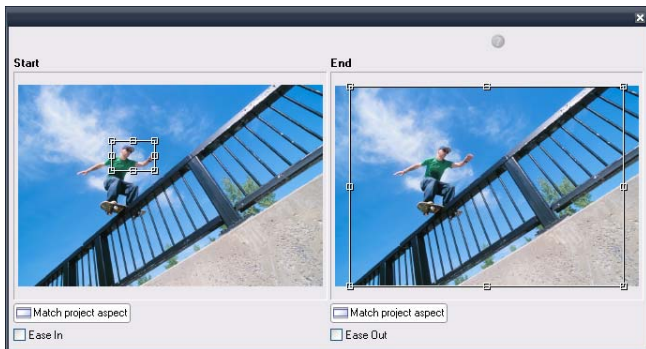 Start
End
Match project aspect
Match project aspect
Ease In
Ease Out